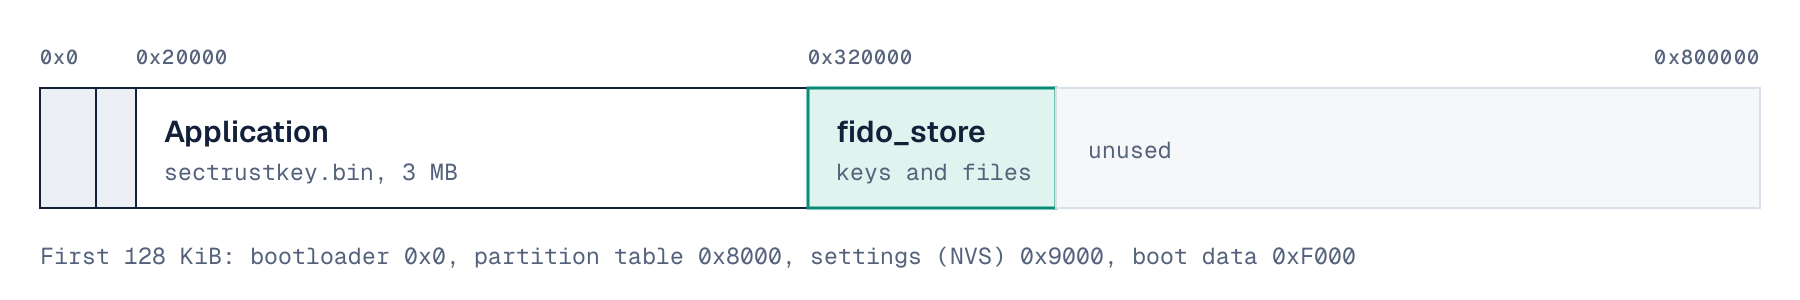 0x0 0x20000 0x320000 0x800000
Application fido_store
unused
sectrustkey.bin, 3 MB keys and files
First 128 KiB: bootloader 0x0, partition table 0x8000, settings (NVS) 0x9000, boot data 0xF000